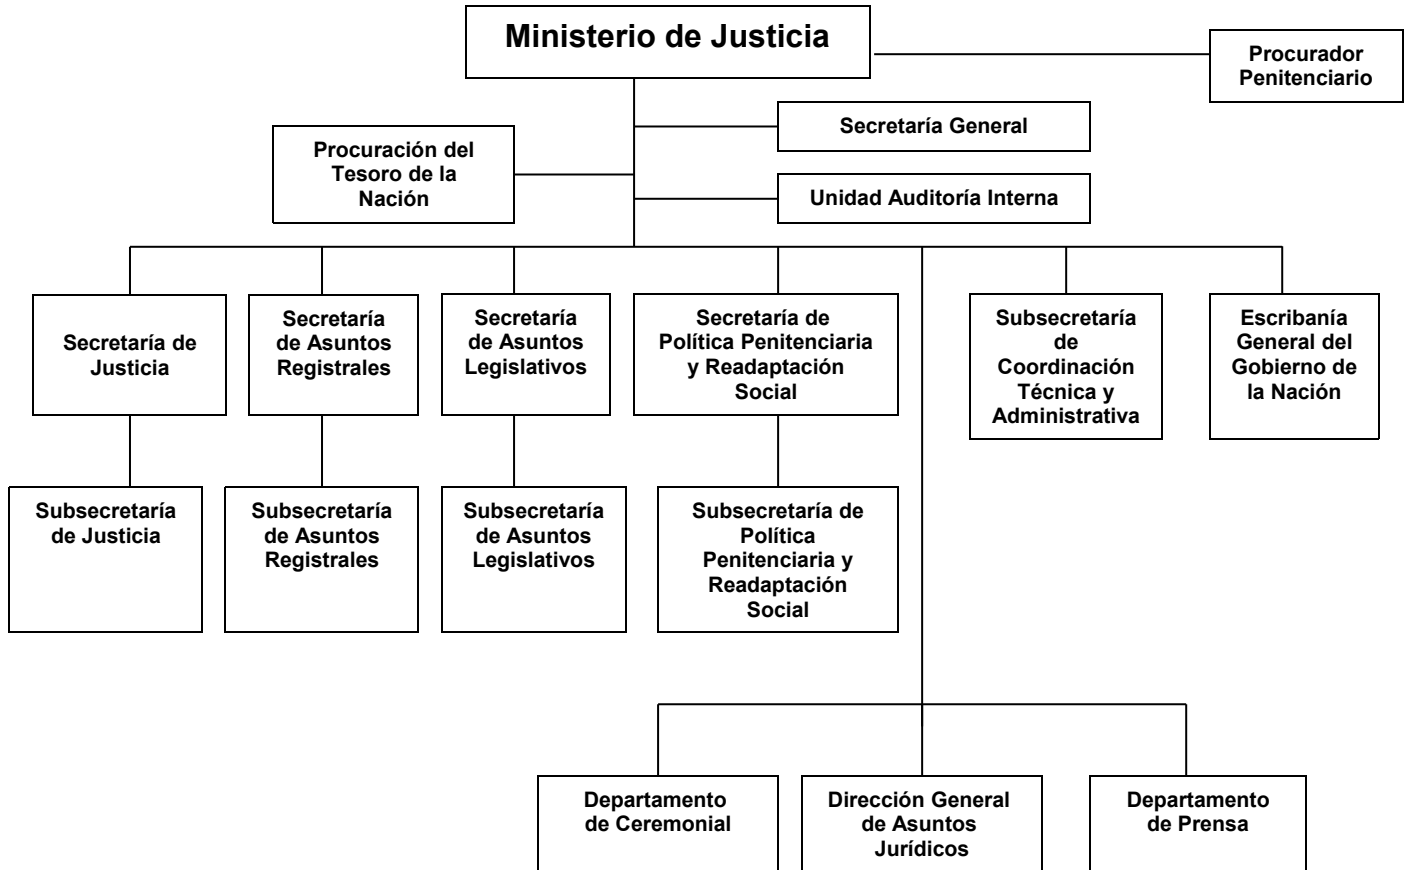 Ministerio de Justicia
Procurador
Penitenciario
Secretaría General
Procuración del
Tesoro de la
Nación
Unidad Auditoría Interna
Secretaría de
Justicia
Secretaría
de Asuntos
Registrales
Secretaría
de Asuntos
Legislativos
Secretaría de
Política Penitenciaria
y Readaptación
Social
Subsecretaría
de
Coordinación
Técnica y
Administrativa
Escribanía
General del
Gobierno de
la Nación
Subsecretaría
de Justicia
Subsecretaría
de Asuntos
Registrales
Subsecretaría
de Asuntos
Legislativos
Subsecretaría de
Política
Penitenciaria y
Readaptación
Social
Departamento
de Ceremonial
Dirección General
de Asuntos
Jurídicos
Departamento
de Prensa